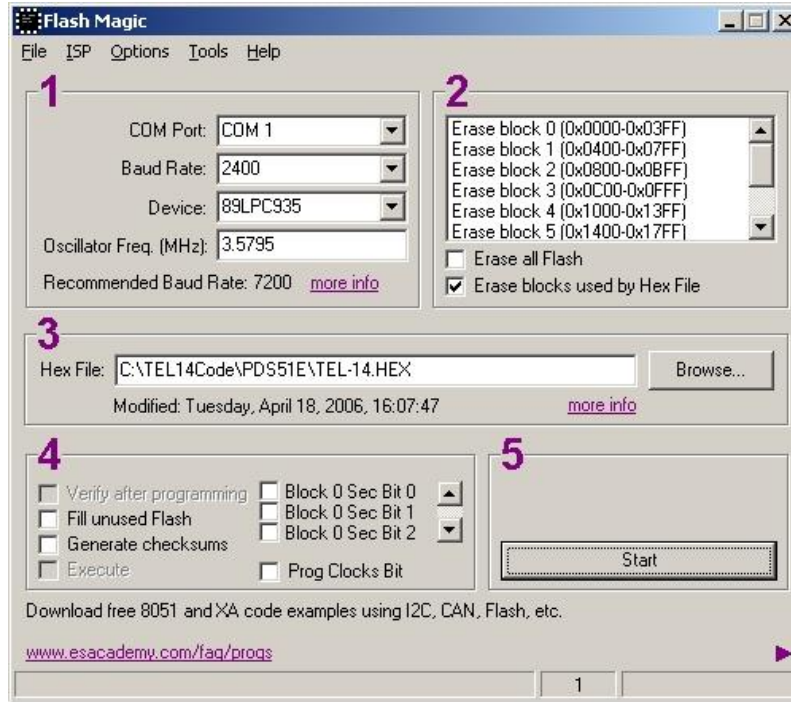 Flash Magic
File ISP Options Tools Help
1
COM Port: COM 1
Baud Rate: 2400
Device: 89LPC935
Oscillator Freq. (MHz): 3.5795
Recommended Baud Rate: 7200 more info
2
Erase block 0 (0x0000-0x03FF)
Erase block 1 (0x0400-0x07FF)
Erase block 2 (0x0800-0x0BFF)
Erase block 3 (0x0C00-0x0FFF)
Erase block 4 (0x1000-0x13FF)
Erase block 5 (0x1400-0x17FF)
Erase all Flash
Erase blocks used by Hex File
3
Hex File: C:\TEL14Code\PDS51E\TEL-14.HEX Browse...
Modified: Tuesday, April 18, 2006, 16:07:47 more info
4
Verify after programming
Fill unused Flash
Generate checksums
Execute
Block 0 Sec Bit 0
Block 0 Sec Bit 1
Block 0 Sec Bit 2
Prog Clocks Bit
5
Start
Download free 8051 and XA code examples using I2C, CAN, Flash, etc.
www.esacademy.com/faq/progs
1